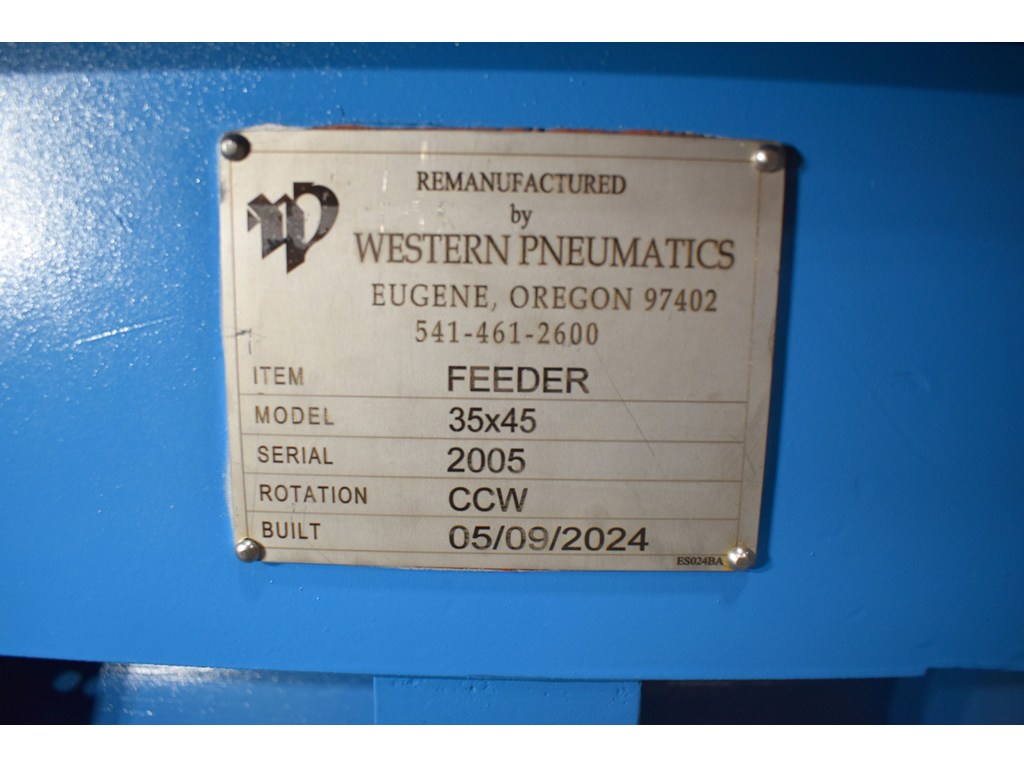 WP
REMANUFACTURED
by
WESTERN PNEUMATICS
EUGENE, OREGON 97402
541-461-2600
ITEM FEEDER
MODEL 35x45
SERIAL 2005
ROTATION CCW
BUILT 05/09/2024
ES024BA